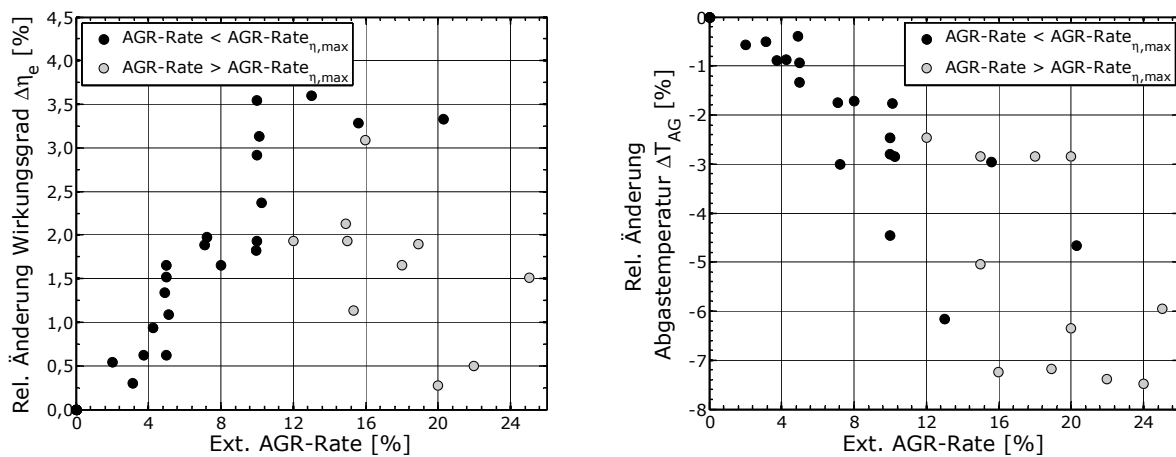 Rel. Änderung Wirkungsgrad Δηe [%]
4,5
4,0
3,5
3,0
2,5
2,0
1,5
1,0
0,5
0,0
AGR-Rate < AGR-Rateη,max
AGR-Rate > AGR-Rateη,max
0 4 8 12 16 20 24
Ext. AGR-Rate [%]
Rel. Änderung
Abgastemperatur ΔTAG [%]
0
-1
-2
-3
-4
-5
-6
-7
-8
AGR-Rate < AGR-Rateη,max
AGR-Rate > AGR-Rateη,max
0 4 8 12 16 20 24
Ext. AGR-Rate [%]